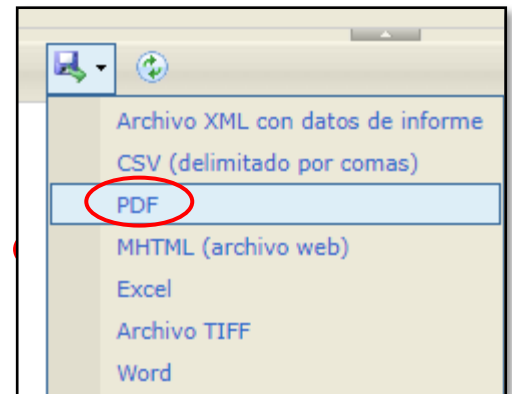 Archivo XML con datos de informe
CSV (delimitado por comas)
PDF
MHTML (archivo web)
Excel
Archivo TIFF
Word